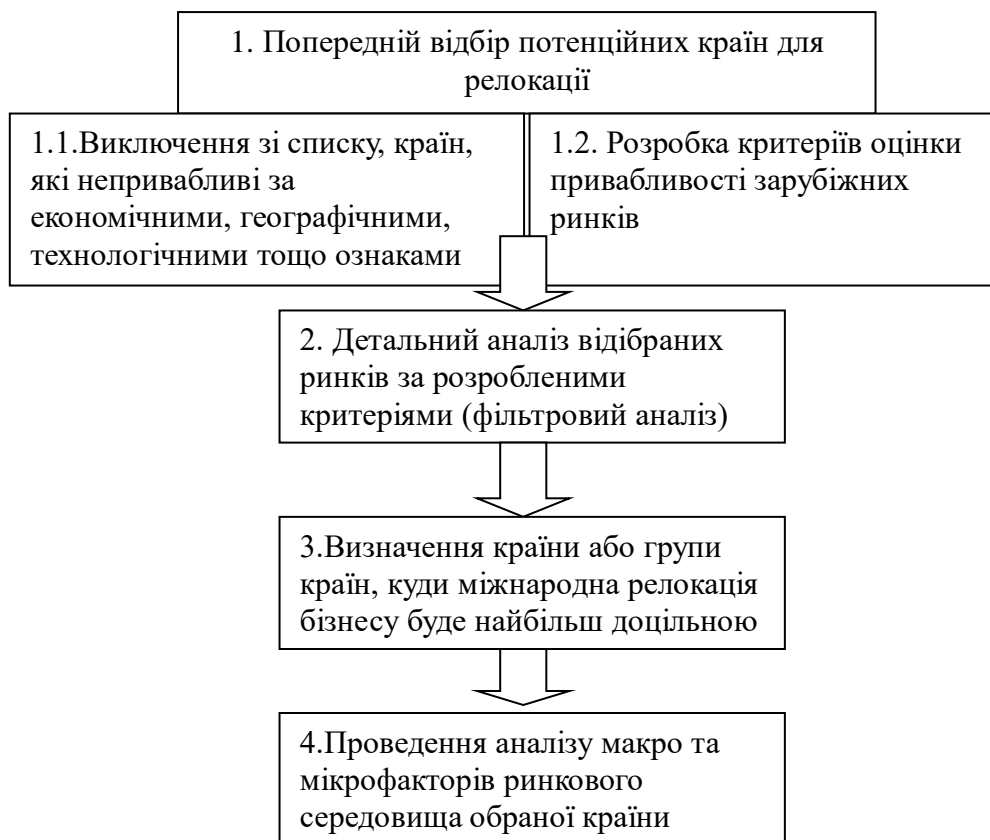 1. Попередній відбір потенційних країн для
релокації
1.1.Виключення зі списку, країн,
які непривабливі за
економічними, географічними,
технологічними тощо ознаками
1.2. Розробка критеріїв оцінки
привабливості зарубіжних
ринків
2. Детальний аналіз відібраних
ринків за розробленими
критеріями (фільтровий аналіз)
3.Визначення країни або групи
країн, куди міжнародна релокація
бізнесу буде найбільш доцільною
4.Проведення аналізу макро та
мікрофакторів ринкового
середовища обраної країни